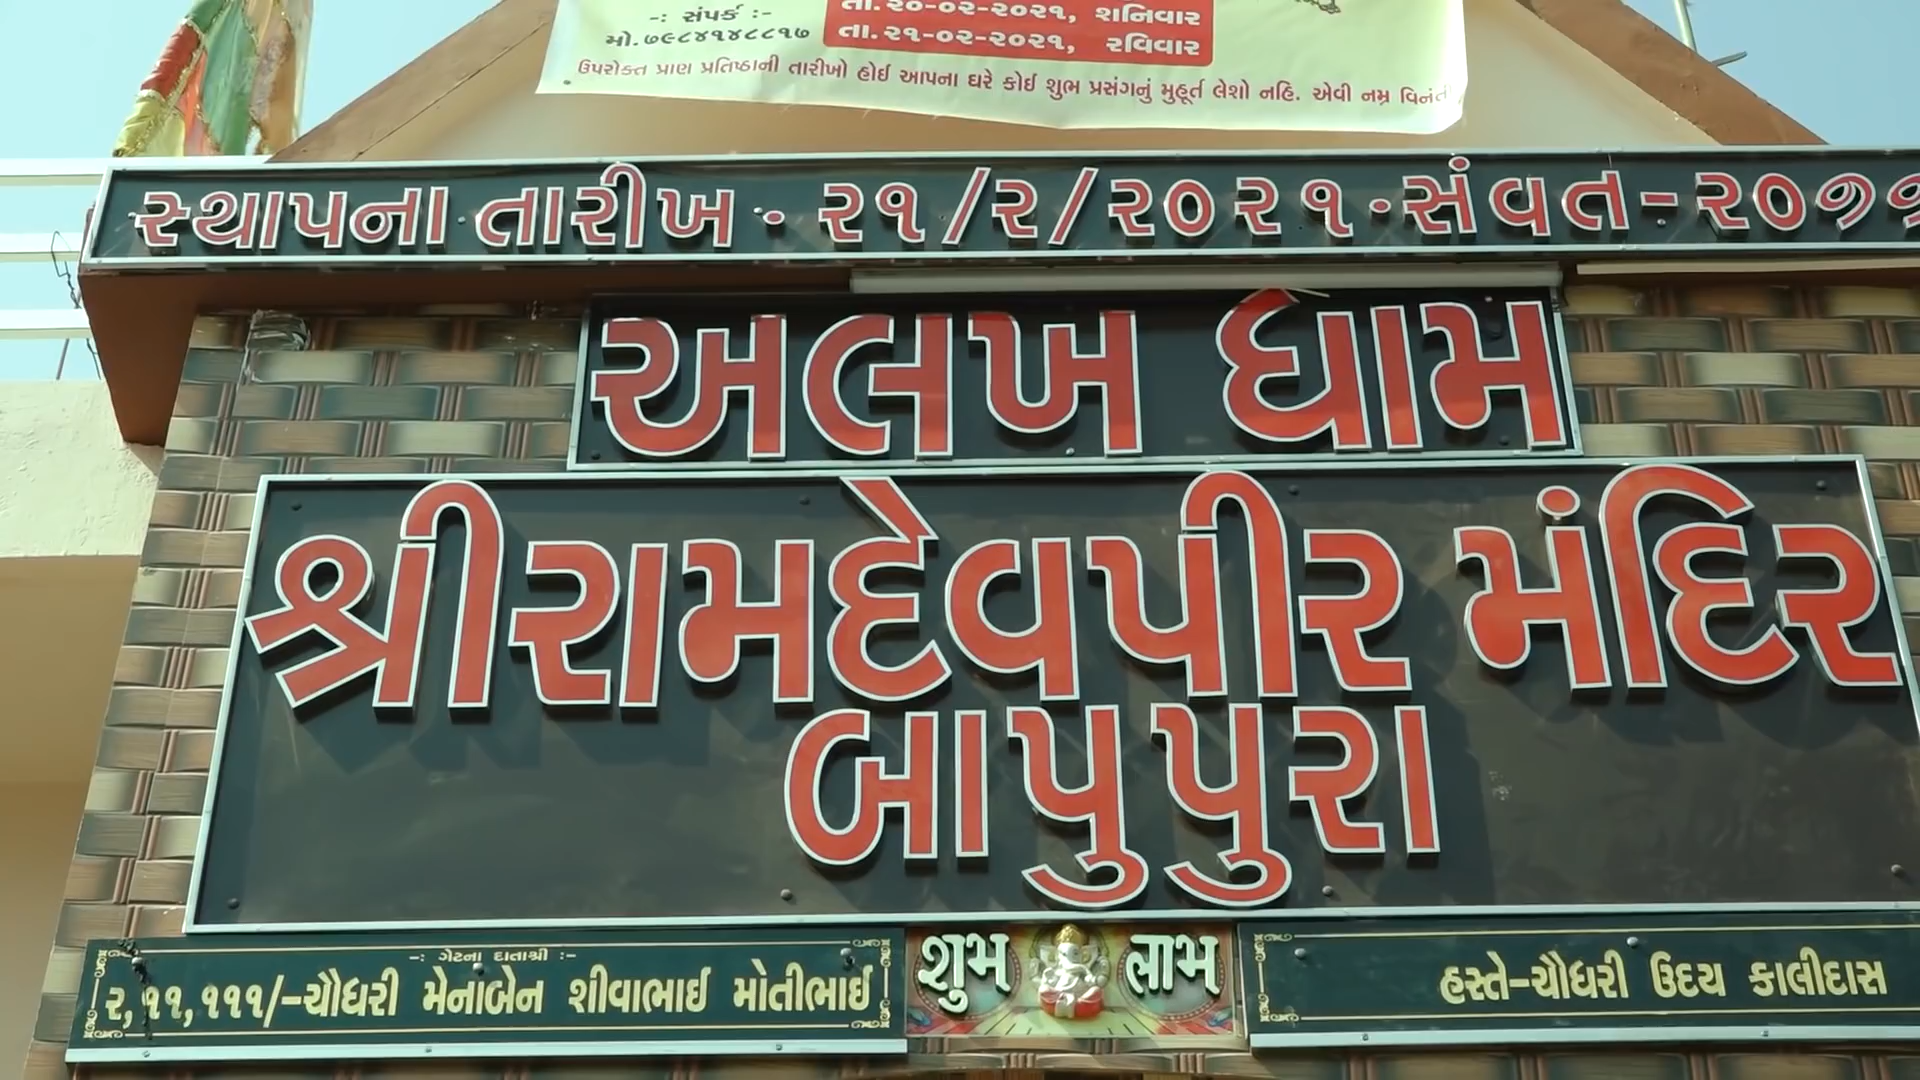 -: સંપર્ક :-
મો.૭૯૮૪૧૪૮૮૧૭
તા.૨૦-૦૨-૨૦૨૧, શનિવાર
તા.૨૧-૦૨-૨૦૨૧, રવિવાર
ઉપરોક્ત પ્રાણ પ્રતિષ્ઠાની તારીખો હોઈ આપના ઘરે કોઈ શુભ પ્રસંગનું મુહૂર્ત લેશો નહિ. એવી નમ્ર
સ્થાપના તારીખ · ૨૧/૨/૨૦૨૧·સંવત-૨૦૭૭
અલખ ધામ
શ્રીરામદેવપીર મંદિર
બાપુપુરા
-: ગેટના દાતાશ્રી :-
૨,૧૧,૧૧૧/-ચૌધરી મેનાબેન શીવાભાઈ મોતીભાઈ
શુભ લાભ
હસ્તે-ચૌધરી ઉદય કાલીદાસ